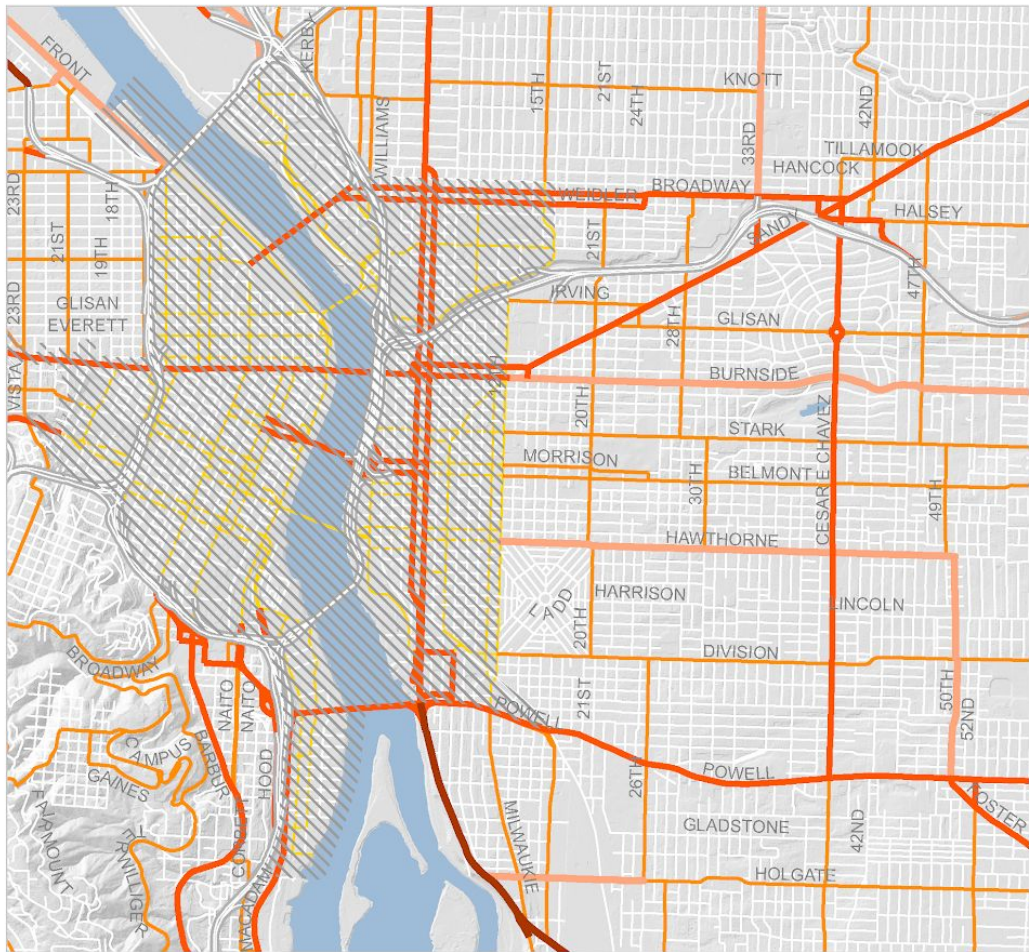 FRONT
KERBY
WILLIAMS
15TH
21ST
24TH
KNOTT
33RD
42ND
TILLAMOOK
HANCOCK
23RD
21ST
19TH
18TH
WEIDLER
BROADWAY
HALSEY
SANDY
21ST
47TH
IRVING
GLISAN
EVERETT
23RD
28TH
GLISAN
12TH
BURNSIDE
VISTA
20TH
CESAR E CHAVEZ
STARK
MORRISON
BELMONT
30TH
49TH
HAWTHORNE
LADD
HARRISON
20TH
LINCOLN
DIVISION
BROADWAY
NAITO
NAITO
21ST
50TH
52ND
POWELL
CAMPUS
GAINES
BARBUR
HOOD
26TH
POWELL
FOSTER
FAIRMOUNT
TERWILLIGER
CORBETT
MILWAUKIE
GLADSTONE
42ND
HOLGATE
MACADAM